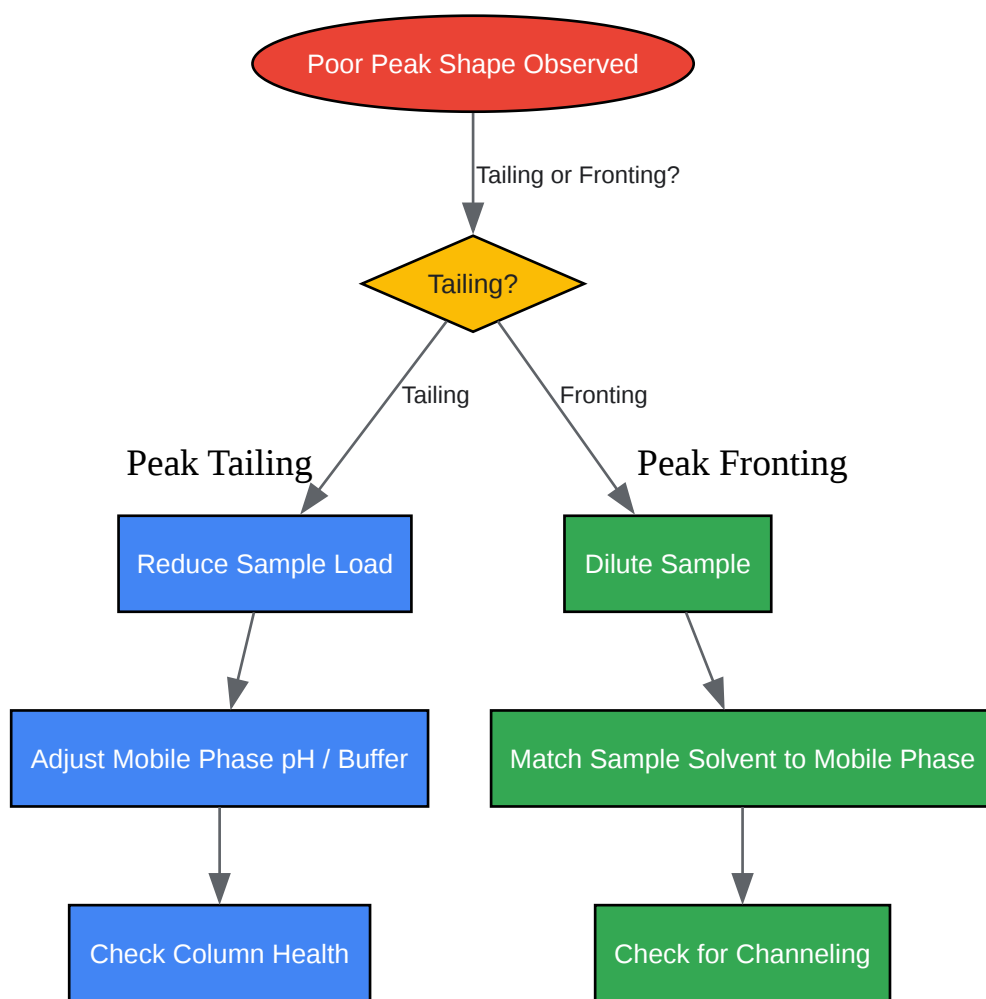 Poor Peak Shape Observed
Tailing or Fronting?
Tailing?
Tailing
Fronting
Peak Tailing
Peak Fronting
Reduce Sample Load
Dilute Sample
Adjust Mobile Phase pH / Buffer
Match Sample Solvent to Mobile Phase
Check Column Health
Check for Channeling